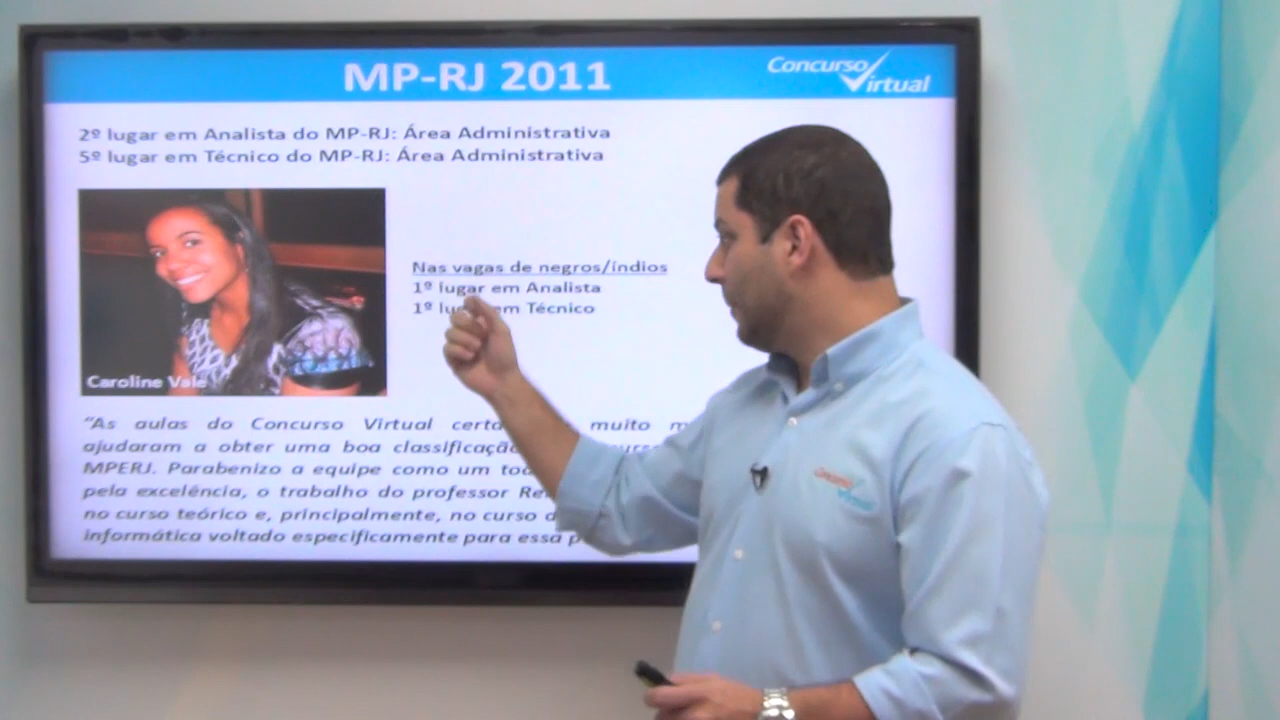 MP-RJ 2011
Concurso Virtual
2º lugar em Analista do MP-RJ: Área Administrativa
5º lugar em Técnico do MP-RJ: Área Administrativa
Nas vagas de negros/índios
1º lugar em Analista
1º em Técnico
Caroline Vale
“As aulas do Concurso Virtual muito
ajudaram a obter uma boa classificação
MPERJ. Parabenizo a equipe como um
pela excelência, o trabalho do professor
no curso teórico e, principalmente, no curso
informática voltado especificamente para essa